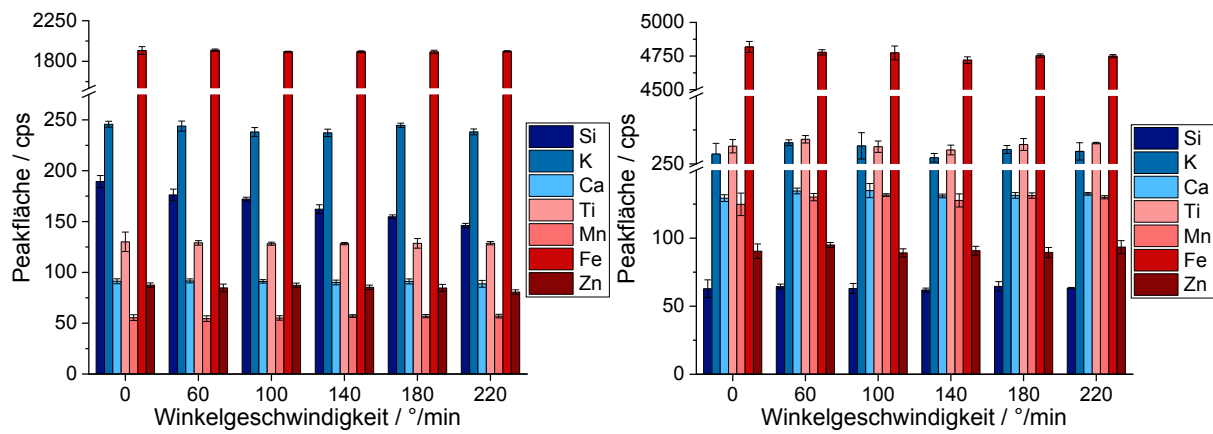 2250
1800
250
200
150
100
50
0
Peakfläche / cps
0 60 100 140 180 220
Winkelgeschwindigkeit / °/min
Si
K
Ca
Ti
Mn
Fe
Zn
5000
4750
4500
250
100
50
0
Peakfläche / cps
0 60 100 140 180 220
Winkelgeschwindigkeit / °/min
Si
K
Ca
Ti
Mn
Fe
Zn